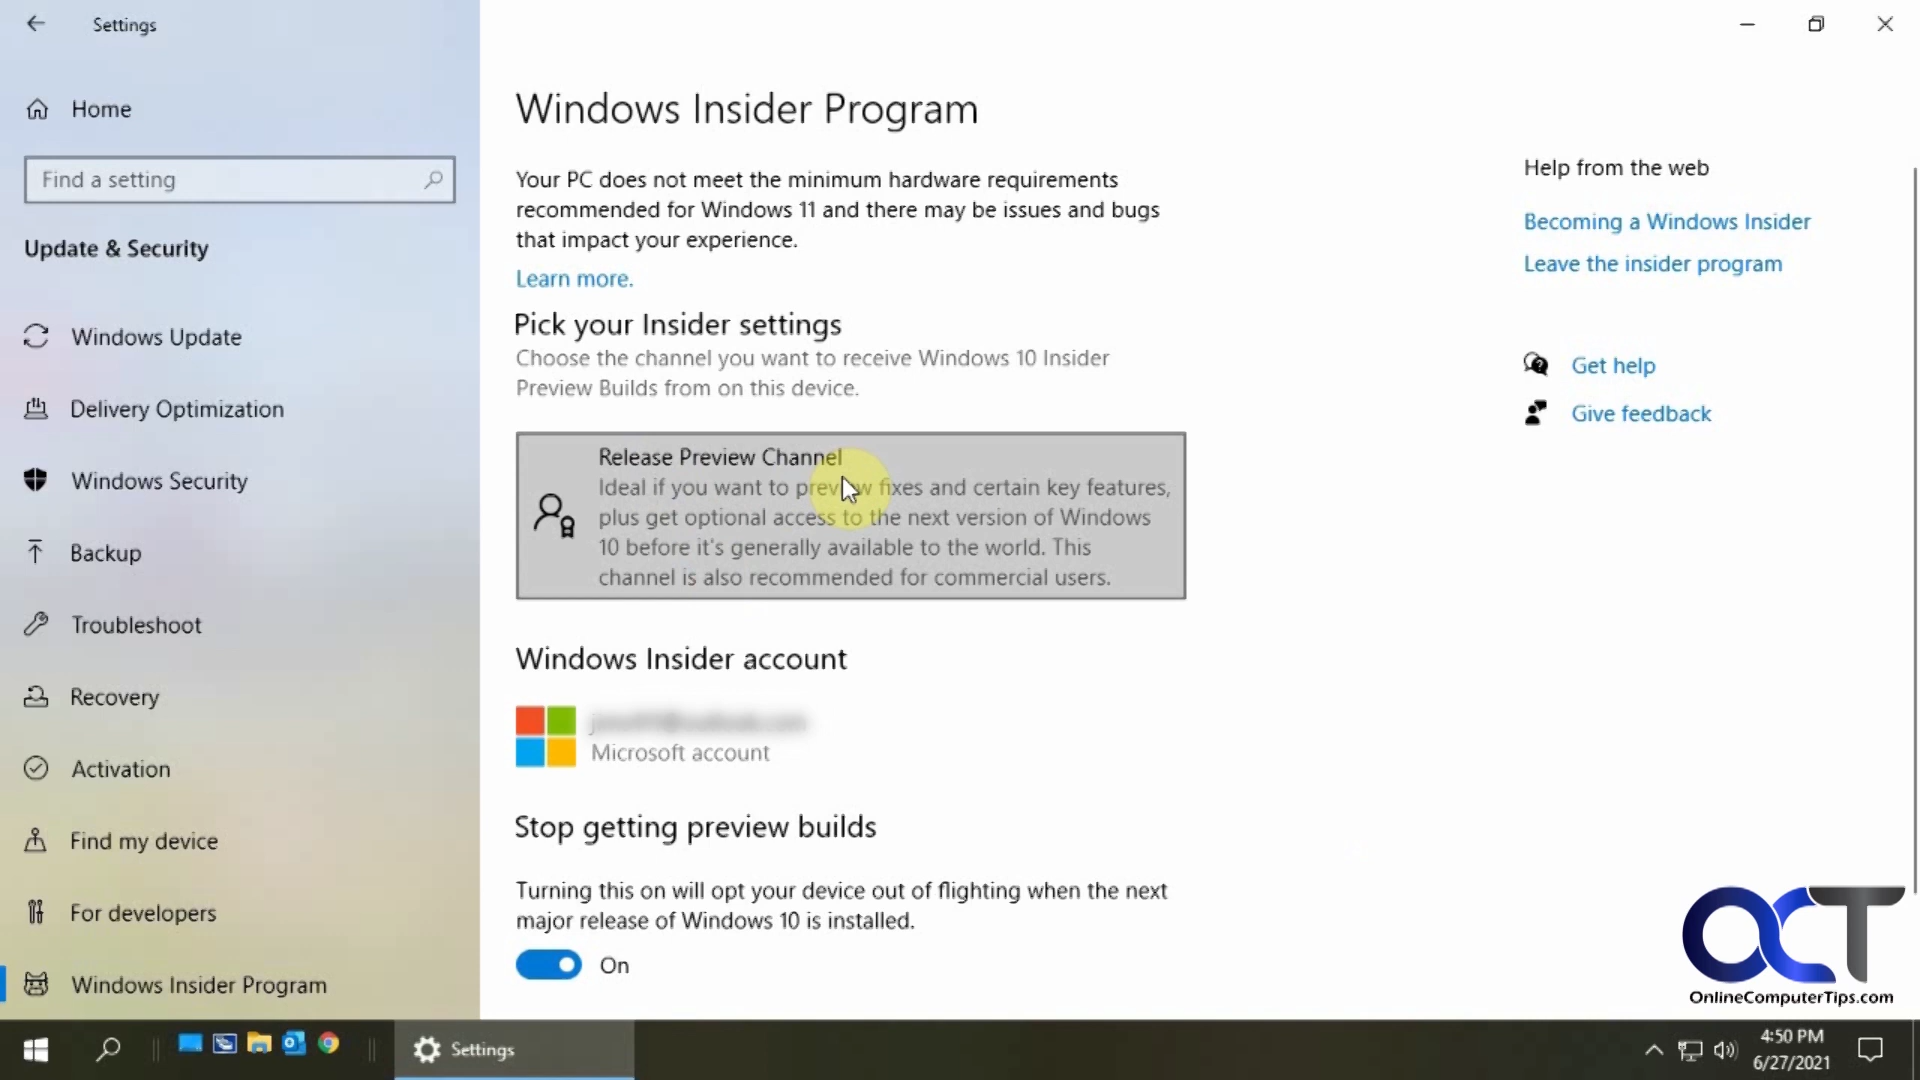 Settings
Home
Find a setting
Update & Security
Windows Update
Delivery Optimization
Windows Security
Backup
Troubleshoot
Recovery
Activation
Find my device
For developers
Windows Insider Program
Windows Insider Program
Your PC does not meet the minimum hardware requirements
recommended for Windows 11 and there may be issues and bugs
that impact your experience.
Learn more.
Pick your Insider settings
Choose the channel you want to receive Windows 10 Insider
Preview Builds from on this device.
Release Preview Channel
Ideal if you want to preview fixes and certain key features,
plus get optional access to the next version of Windows
10 before it's generally available to the world. This
channel is also recommended for commercial users.
Windows Insider account
Microsoft account
Stop getting preview builds
Turning this on will opt your device out of flighting when the next
major release of Windows 10 is installed.
On
Help from the web
Becoming a Windows Insider
Leave the insider program
Get help
Give feedback
OCT
OnlineComputerTips.com
Settings
4:50 PM
6/27/2021